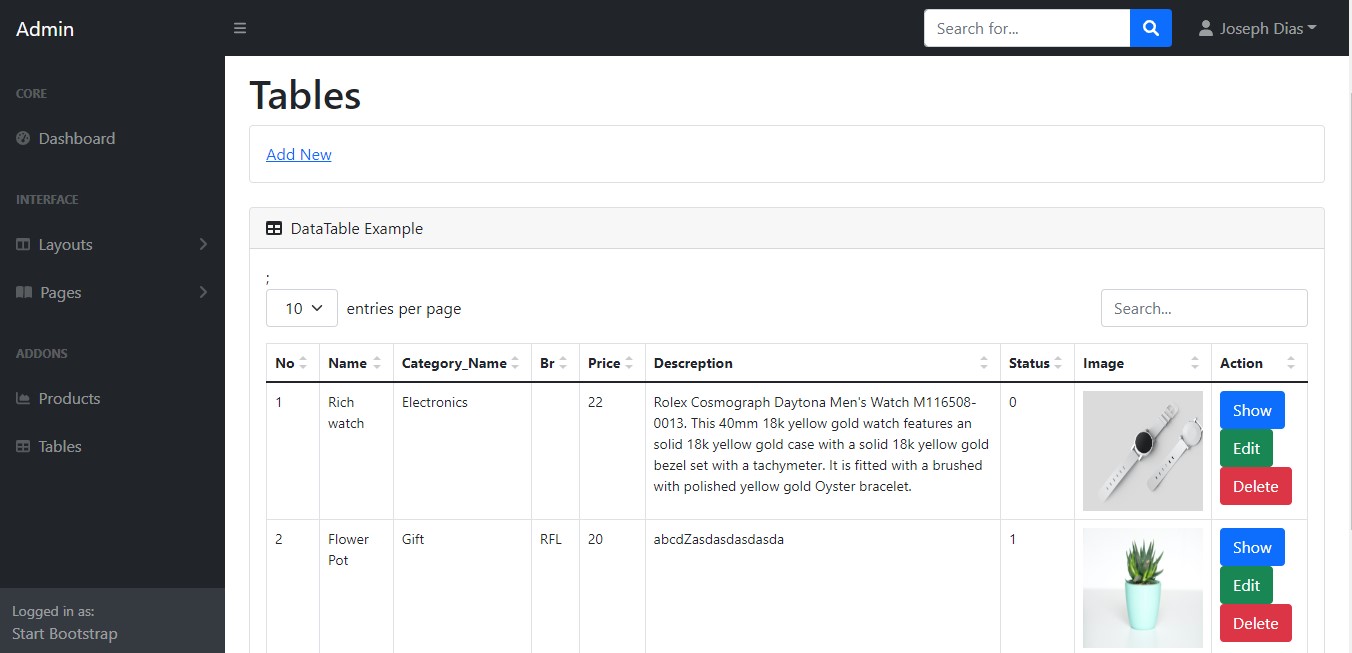 Admin
Search for...
Joseph Dias
CORE
Dashboard
INTERFACE
Layouts
Pages
ADDONS
Products
Tables
Logged in as:
Start Bootstrap
Tables
Add New
DataTable Example
;
10 entries per page
Search...
No Name Category_Name Br Price Descreption Status Image Action
1 Rich watch Electronics 22 0
Rolex Cosmograph Daytona Men's Watch M116508-
0013. This 40mm 18k yellow gold watch features an
solid 18k yellow gold case with a solid 18k yellow gold
bezel set with a tachymeter. It is fitted with a brushed
with polished yellow gold Oyster bracelet.
Show
Edit
Delete
2 Flower Pot Gift RFL 20 abcdZasdasdasdasda 1
Show
Edit
Delete